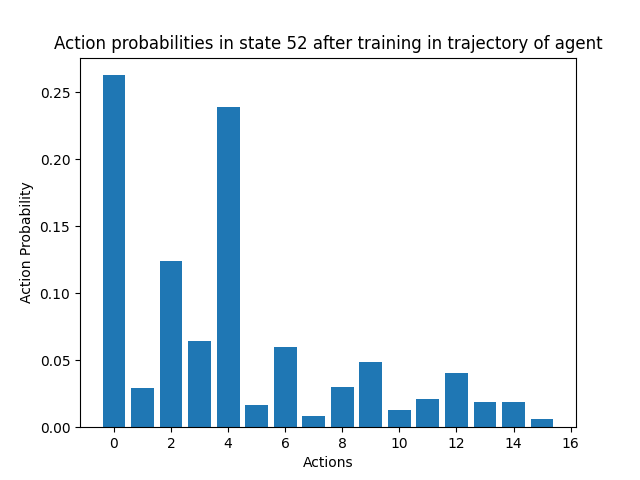 Action probabilities in state 52 after training in trajectory of agent
0.25
0.20
0.15
0.10
0.05
0.00
Action Probability
0 2 4 6 8 10 12 14 16
Actions